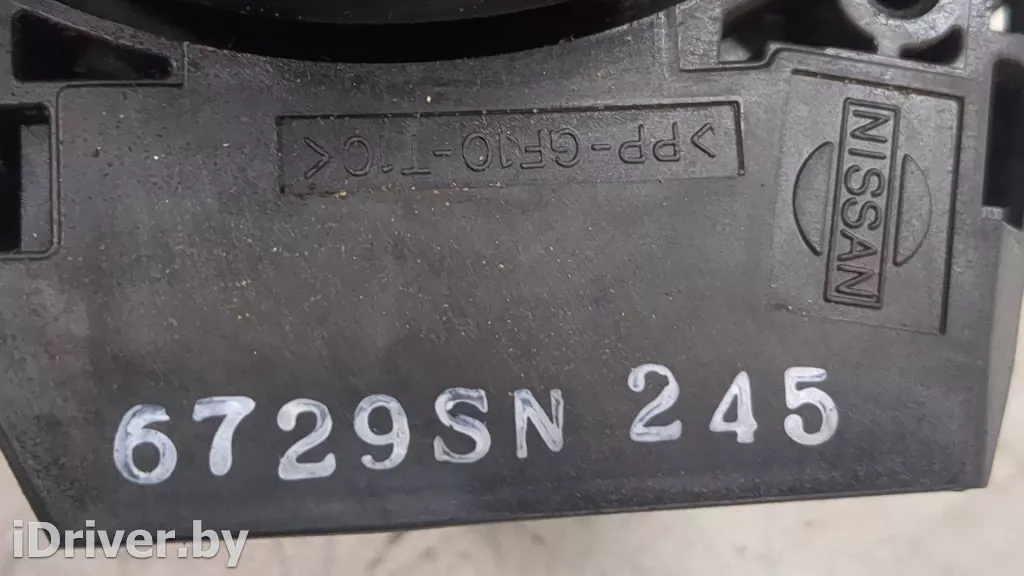 >PP-GF10-T10<
NISSAN
6729SN 245
iDriver.by